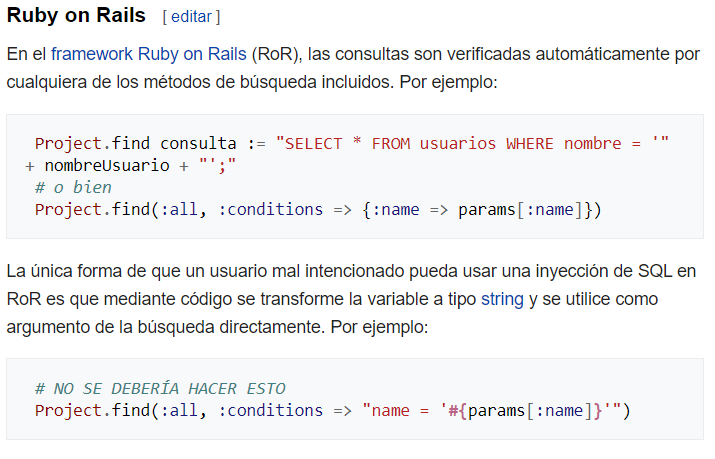 Ruby on Rails [ editar ]
En el framework Ruby on Rails (RoR), las consultas son verificadas automáticamente por
cualquiera de los métodos de búsqueda incluidos. Por ejemplo:
Project.find consulta := "SELECT * FROM usuarios WHERE nombre = '"
+ nombreUsuario + "';"
# o bien
Project.find(:all, :conditions => {:name => params[:name]})
La única forma de que un usuario mal intencionado pueda usar una inyección de SQL en
RoR es que mediante código se transforme la variable a tipo string y se utilice como
argumento de la búsqueda directamente. Por ejemplo:
# NO SE DEBERÍA HACER ESTO
Project.find(:all, :conditions => "name = '#{params[:name]}'")